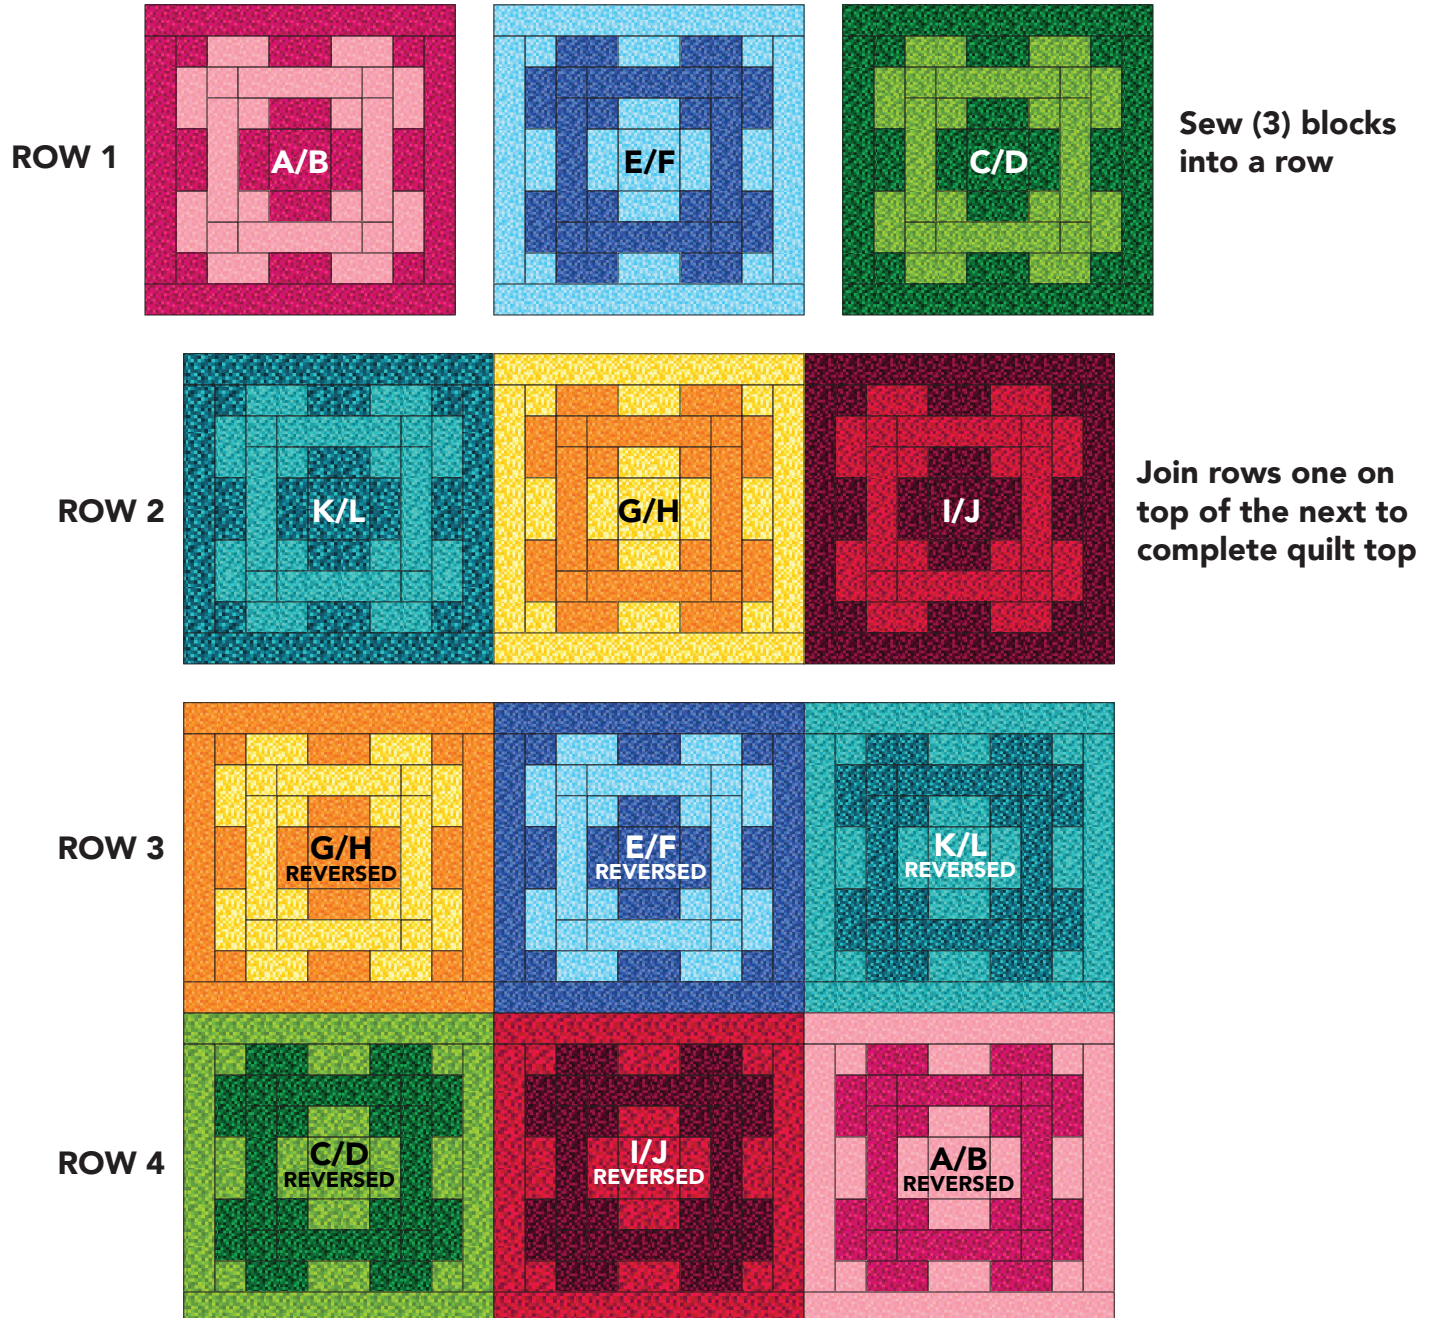 ROW 1
A/B
E/F
C/D
Sew (3) blocks
into a row
ROW 2
K/L
G/H
I/J
Join rows one on
top of the next to
complete quilt top
ROW 3
G/H
REVERSED
E/F
REVERSED
K/L
REVERSED
ROW 4
C/D
REVERSED
I/J
REVERSED
A/B
REVERSED